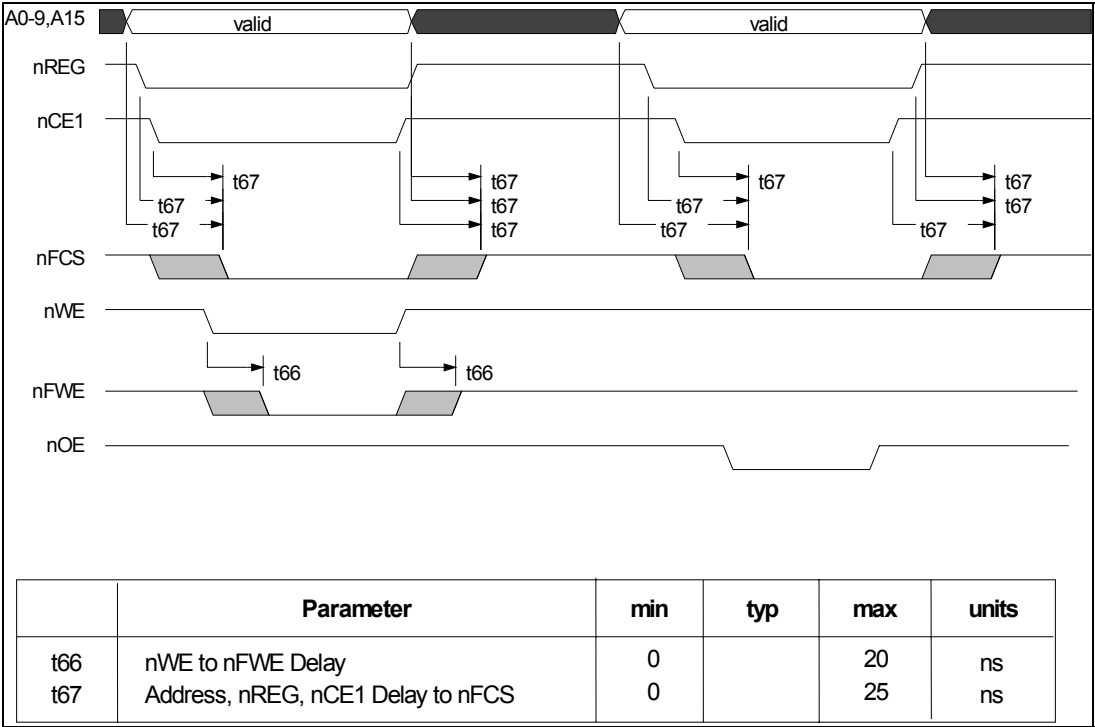 A0-9,A15 valid valid
nREG
nCE1
t67 t67 t67 t67
t67 t67 t67 t67
t67 t67 t67 t67
nFCS
nWE
t66 t66
nFWE
nOE
Parameter min typ max units
t66 nWE to nFWE Delay 0 20 ns
t67 Address, nREG, nCE1 Delay to nFCS 0 25 ns